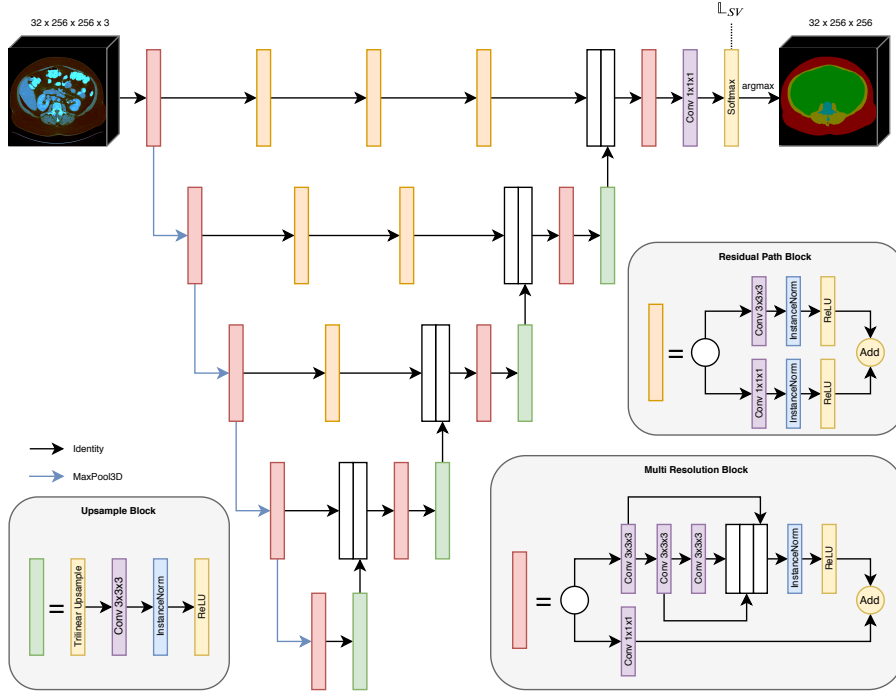 32 x 256 x 256 x 3
𝕃_SV
32 x 256 x 256
Conv 1x1x1
Softmax
argmax
Residual Path Block
Conv 3x3x3
InstanceNorm
ReLU
=
Add
Conv 1x1x1
InstanceNorm
ReLU
Identity
MaxPool3D
Upsample Block
=
Trilinear Upsample
Conv 3x3x3
InstanceNorm
ReLU
Multi Resolution Block
Conv 3x3x3
Conv 3x3x3
Conv 3x3x3
InstanceNorm
ReLU
=
Add
Conv 1x1x1